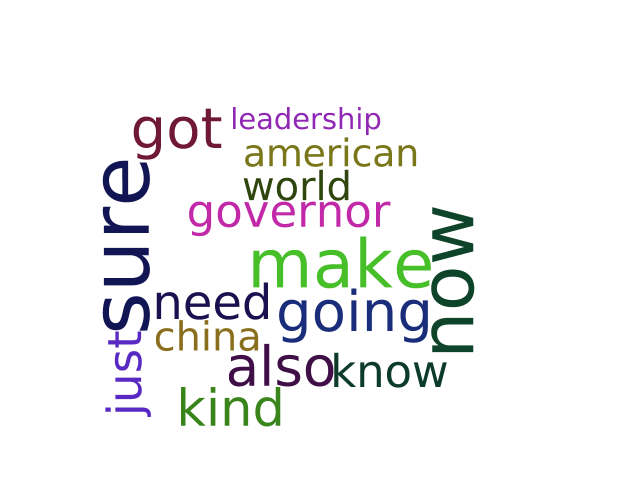 leadership
got
american
world
governor
sure
now
make
need
going
china
just
also
know
kind